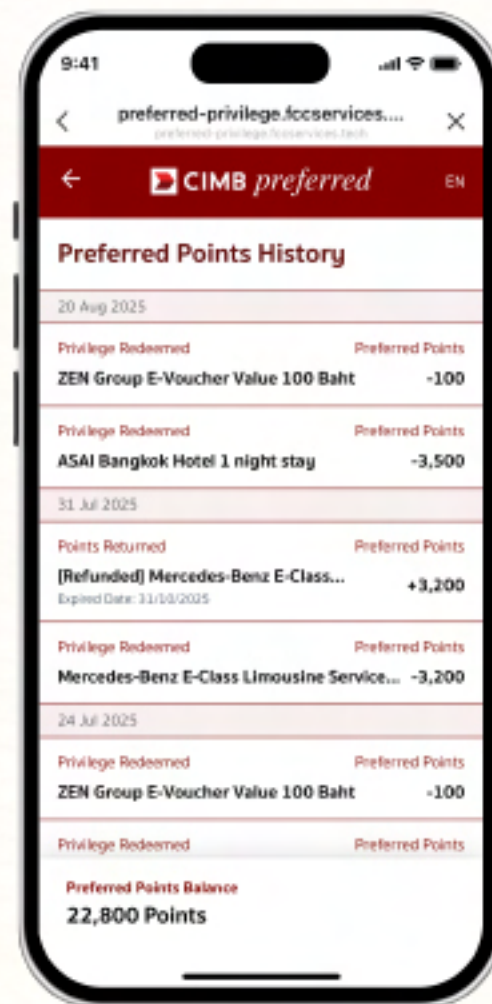 9:41
preferred-privilege.fccservices....
preferred-privilege.fccservices.tech
CIMB preferred
EN
Preferred Points History
20 Aug 2025
Privilege Redeemed Preferred Points
ZEN Group E-Voucher Value 100 Baht -100
Privilege Redeemed Preferred Points
ASAI Bangkok Hotel 1 night stay -3,500
31 Jul 2025
Points Returned Preferred Points
[Refunded] Mercedes-Benz E-Class... +3,200
Expired Date: 31/10/2025
Privilege Redeemed Preferred Points
Mercedes-Benz E-Class Limousine Service... -3,200
24 Jul 2025
Privilege Redeemed Preferred Points
ZEN Group E-Voucher Value 100 Baht -100
Privilege Redeemed Preferred Points
Preferred Points Balance
22,800 Points